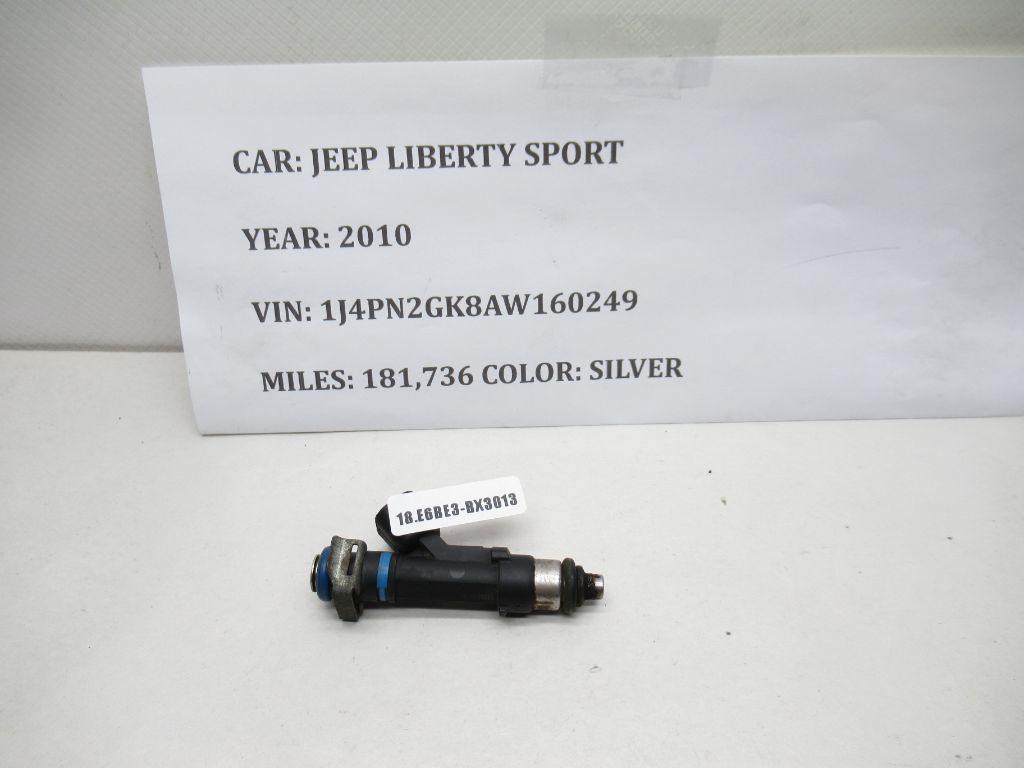 CAR: JEEP LIBERTY SPORT
YEAR: 2010
VIN: 1J4PN2GK8AW160249
MILES: 181,736 COLOR: SILVER
18.E6BE3-BX3013